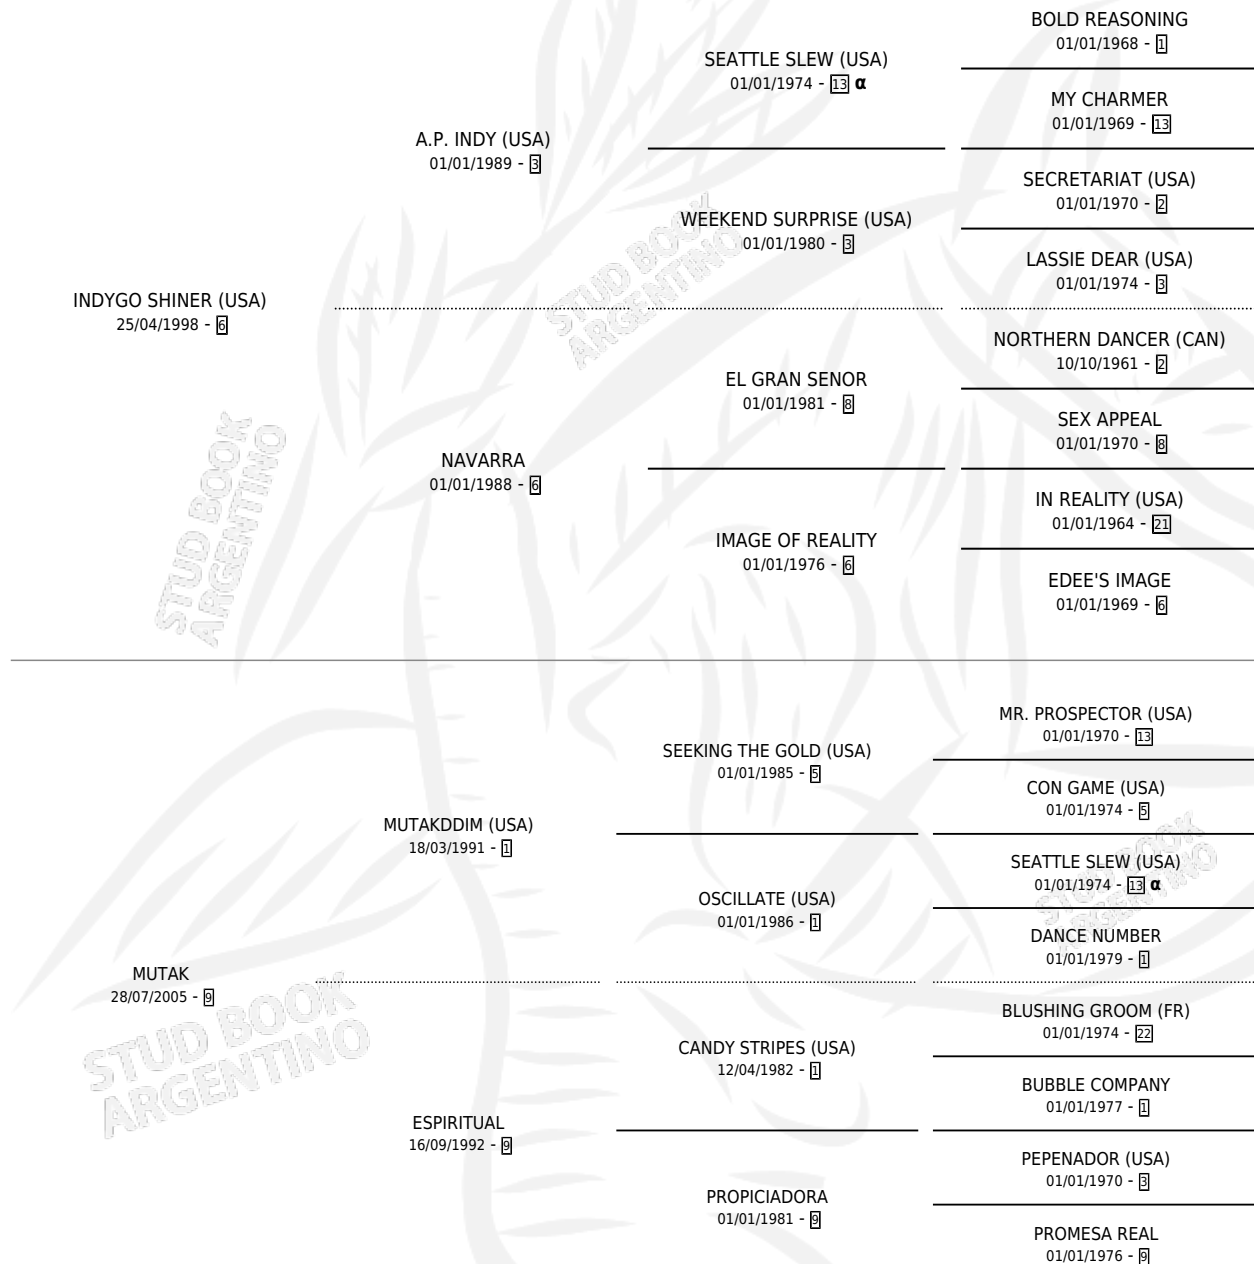 BOLD REASONING
01/01/1968 - 1
SEATTLE SLEW (USA)
01/01/1974 - 13 α
MY CHARMER
01/01/1969 - 13
A.P. INDY (USA)
01/01/1989 - 3
SECRETARIAT (USA)
01/01/1970 - 2
WEEKEND SURPRISE (USA)
01/01/1980 - 3
LASSIE DEAR (USA)
01/01/1974 - 3
INDYGO SHINER (USA)
25/04/1998 - 6
NORTHERN DANCER (CAN)
10/10/1961 - 2
EL GRAN SENOR
01/01/1981 - 8
SEX APPEAL
01/01/1970 - 8
NAVARRA
01/01/1988 - 6
IN REALITY (USA)
01/01/1964 - 21
IMAGE OF REALITY
01/01/1976 - 6
EDEE'S IMAGE
01/01/1969 - 6
MR. PROSPECTOR (USA)
01/01/1970 - 13
SEEKING THE GOLD (USA)
01/01/1985 - 5
CON GAME (USA)
01/01/1974 - 5
MUTAKDDIM (USA)
18/03/1991 - 1
SEATTLE SLEW (USA)
01/01/1974 - 13 α
OSCILLATE (USA)
01/01/1986 - 1
DANCE NUMBER
01/01/1979 - 1
MUTAK
28/07/2005 - 9
BLUSHING GROOM (FR)
01/01/1974 - 22
CANDY STRIPES (USA)
12/04/1982 - 1
BUBBLE COMPANY
01/01/1977 - 1
ESPIRITUAL
16/09/1992 - 9
PEPENADOR (USA)
01/01/1970 - 3
PROPICIADORA
01/01/1981 - 9
PROMESA REAL
01/01/1976 - 9
STUD BOOK
ARGENTINO
STUD BOOK
ARGENTINO
STUD BOOK
ARGENTINO
STUD BOOK
ARGENTINO